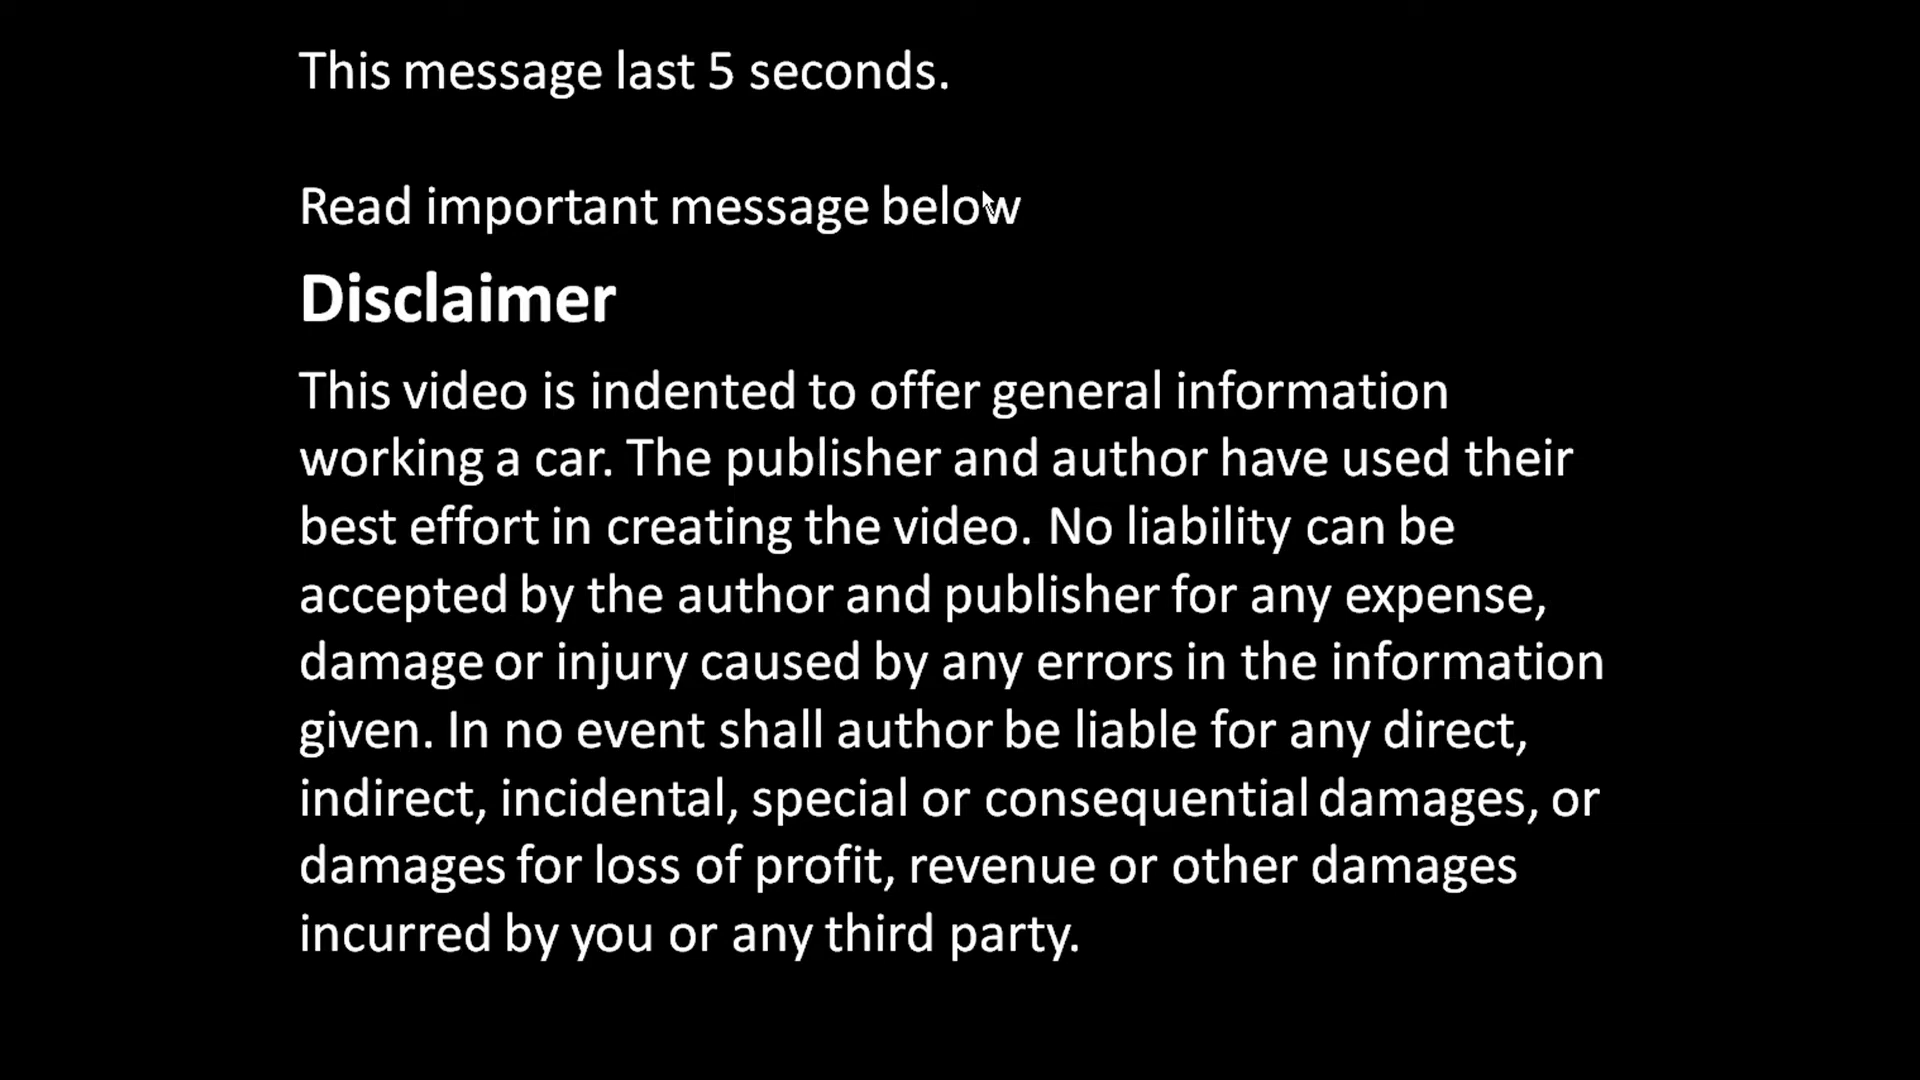 This message last 5 seconds.
Read important message below
Disclaimer
This video is indented to offer general information
working a car. The publisher and author have used their
best effort in creating the video. No liability can be
accepted by the author and publisher for any expense,
damage or injury caused by any errors in the information
given. In no event shall author be liable for any direct,
indirect, incidental, special or consequential damages, or
damages for loss of profit, revenue or other damages
incurred by you or any third party.